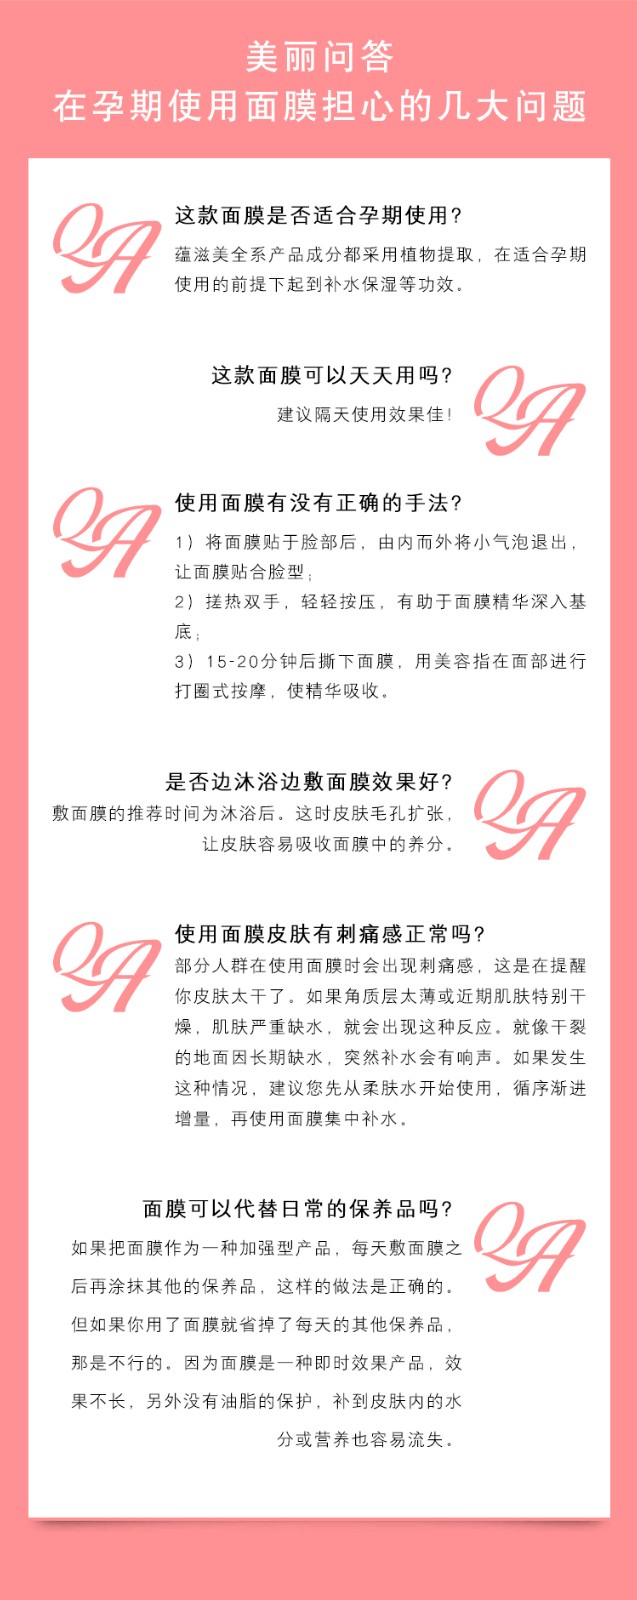 美丽问答
在孕期使用面膜担心的几大问题
QA
这款面膜是否适合孕期使用?
蕴滋美全系产品成分都采用植物提取，在适合孕期
使用的前提下起到补水保湿等功效。
这款面膜可以天天用吗?
建议隔天使用效果佳!
QA
QA
使用面膜有没有正确的手法?
1）将面膜贴于脸部后，由内而外将小气泡退出，
让面膜贴合脸型；
2）搓热双手，轻轻按压，有助于面膜精华深入基
底；
3）15-20分钟后撕下面膜，用美容指在面部进行
打圈式按摩，使精华吸收。
是否边沐浴边敷面膜效果好?
敷面膜的推荐时间为沐浴后。这时皮肤毛孔扩张，
让皮肤容易吸收面膜中的养分。
QA
QA
使用面膜皮肤有刺痛感正常吗?
部分人群在使用面膜时会出现刺痛感，这是在提醒
你皮肤太干了。如果角质层太薄或近期肌肤特别干
燥，肌肤严重缺水，就会出现这种反应。就像干裂
的地面因长期缺水，突然补水会有响声。如果发生
这种情况，建议您先从柔肤水开始使用，循序渐进
增量，再使用面膜集中补水。
面膜可以代替日常的保养品吗?
如果把面膜作为一种加强型产品，每天敷面膜之
后再涂抹其他的保养品，这样的做法是正确的。
但如果你用了面膜就省掉了每天的其他保养品，
那是不行的。因为面膜是一种即时效果产品，效
果不长，另外没有油脂的保护，补到皮肤内的水
分或营养也容易流失。
QA